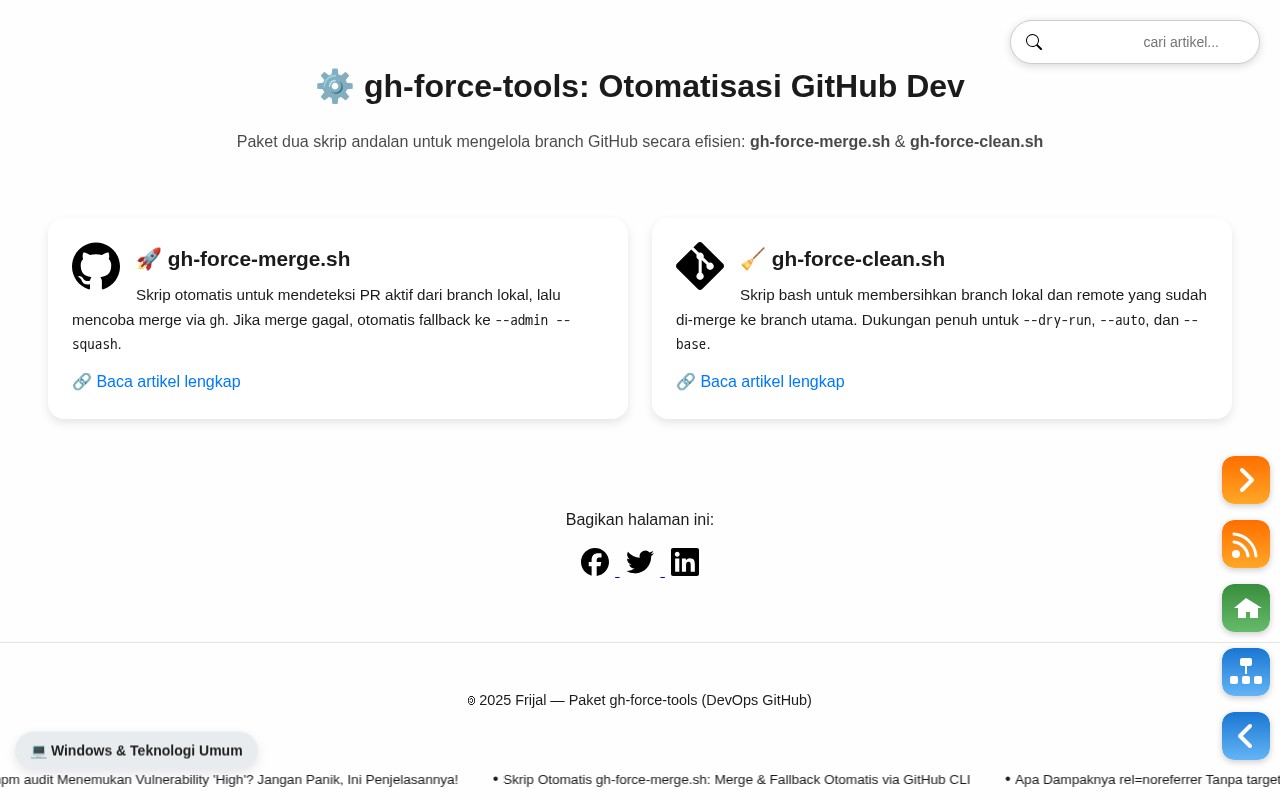 cari artikel...
⚙️ gh-force-tools: Otomatisasi GitHub Dev
Paket dua skrip andalan untuk mengelola branch GitHub secara efisien: gh-force-merge.sh & gh-force-clean.sh
🚀 gh-force-merge.sh
Skrip otomatis untuk mendeteksi PR aktif dari branch lokal, lalu
mencoba merge via gh. Jika merge gagal, otomatis fallback ke --admin --
squash.
🔗 Baca artikel lengkap
🧹 gh-force-clean.sh
Skrip bash untuk membersihkan branch lokal dan remote yang sudah
di-merge ke branch utama. Dukungan penuh untuk --dry-run, --auto, dan --
base.
🔗 Baca artikel lengkap
Bagikan halaman ini:
© 2025 Frijal — Paket gh-force-tools (DevOps GitHub)
💻 Windows & Teknologi Umum
pm audit Menemukan Vulnerability 'High'? Jangan Panik, Ini Penjelasannya! • Skrip Otomatis gh-force-merge.sh: Merge & Fallback Otomatis via GitHub CLI • Apa Dampaknya rel=noreferrer Tanpa target